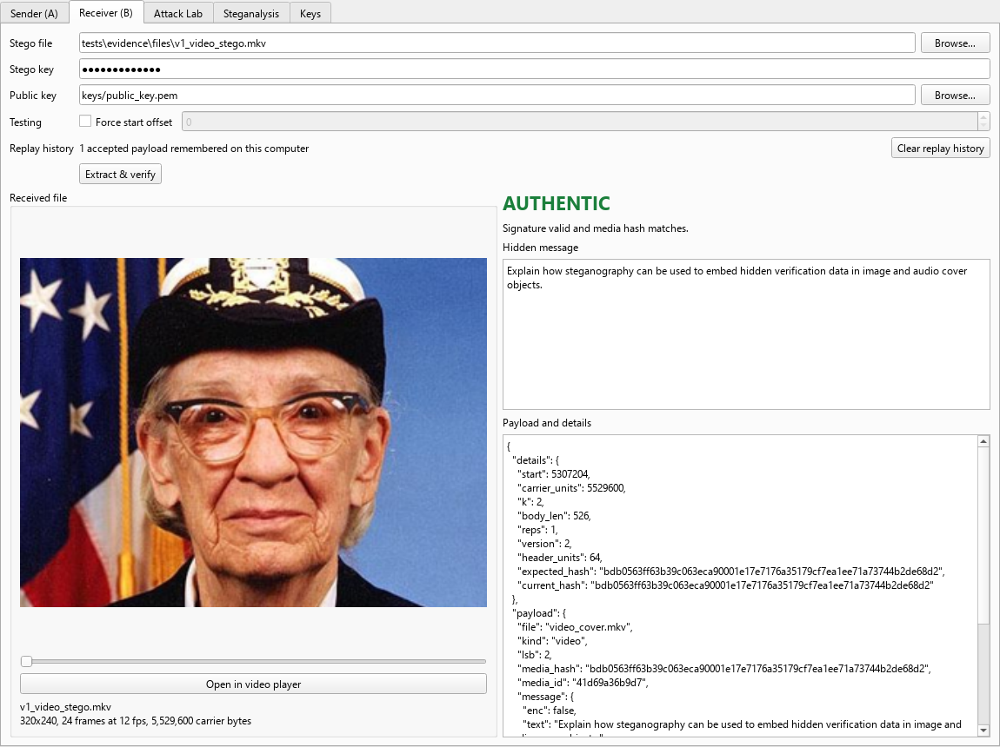 Sender (A) Receiver (B) Attack Lab Steganalysis Keys
Stego file tests\evidence\files\v1_video_stego.mkv Browse...
Stego key ●●●●●●●●●●●●●
Public key keys/public_key.pem Browse...
Testing Force start offset 0
Replay history 1 accepted payload remembered on this computer Clear replay history
Extract & verify
Received file
Open in video player
v1_video_stego.mkv
320x240, 24 frames at 12 fps, 5,529,600 carrier bytes
AUTHENTIC
Signature valid and media hash matches.
Hidden message
Explain how steganography can be used to embed hidden verification data in image and audio cover
objects.
Payload and details
{
"details": {
"start": 5307204,
"carrier_units": 5529600,
"k": 2,
"body_len": 526,
"reps": 1,
"version": 2,
"header_units": 64,
"expected_hash": "bdb0563ff63b39c063eca90001e17e7176a35179cf7ea1ee71a73744b2de68d2",
"current_hash": "bdb0563ff63b39c063eca90001e17e7176a35179cf7ea1ee71a73744b2de68d2"
},
"payload": {
"file": "video_cover.mkv",
"kind": "video",
"lsb": 2,
"media_hash": "bdb0563ff63b39c063eca90001e17e7176a35179cf7ea1ee71a73744b2de68d2",
"media_id": "41d69a36b9d7",
"message": {
"enc": false,
"text": "Explain how steganography can be used to embed hidden verification data in image and